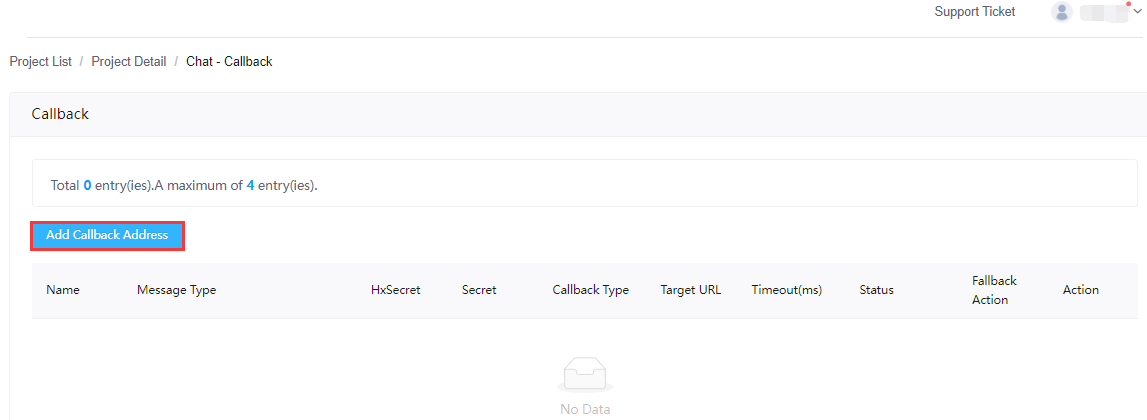 Support Ticket
Project List / Project Detail / Chat - Callback
Callback
Total 0 entry(ies).A maximum of 4 entry(ies).
Add Callback Address
Name Message Type HxSecret Secret Callback Type Target URL Timeout(ms) Status Fallback Action Action
No Data